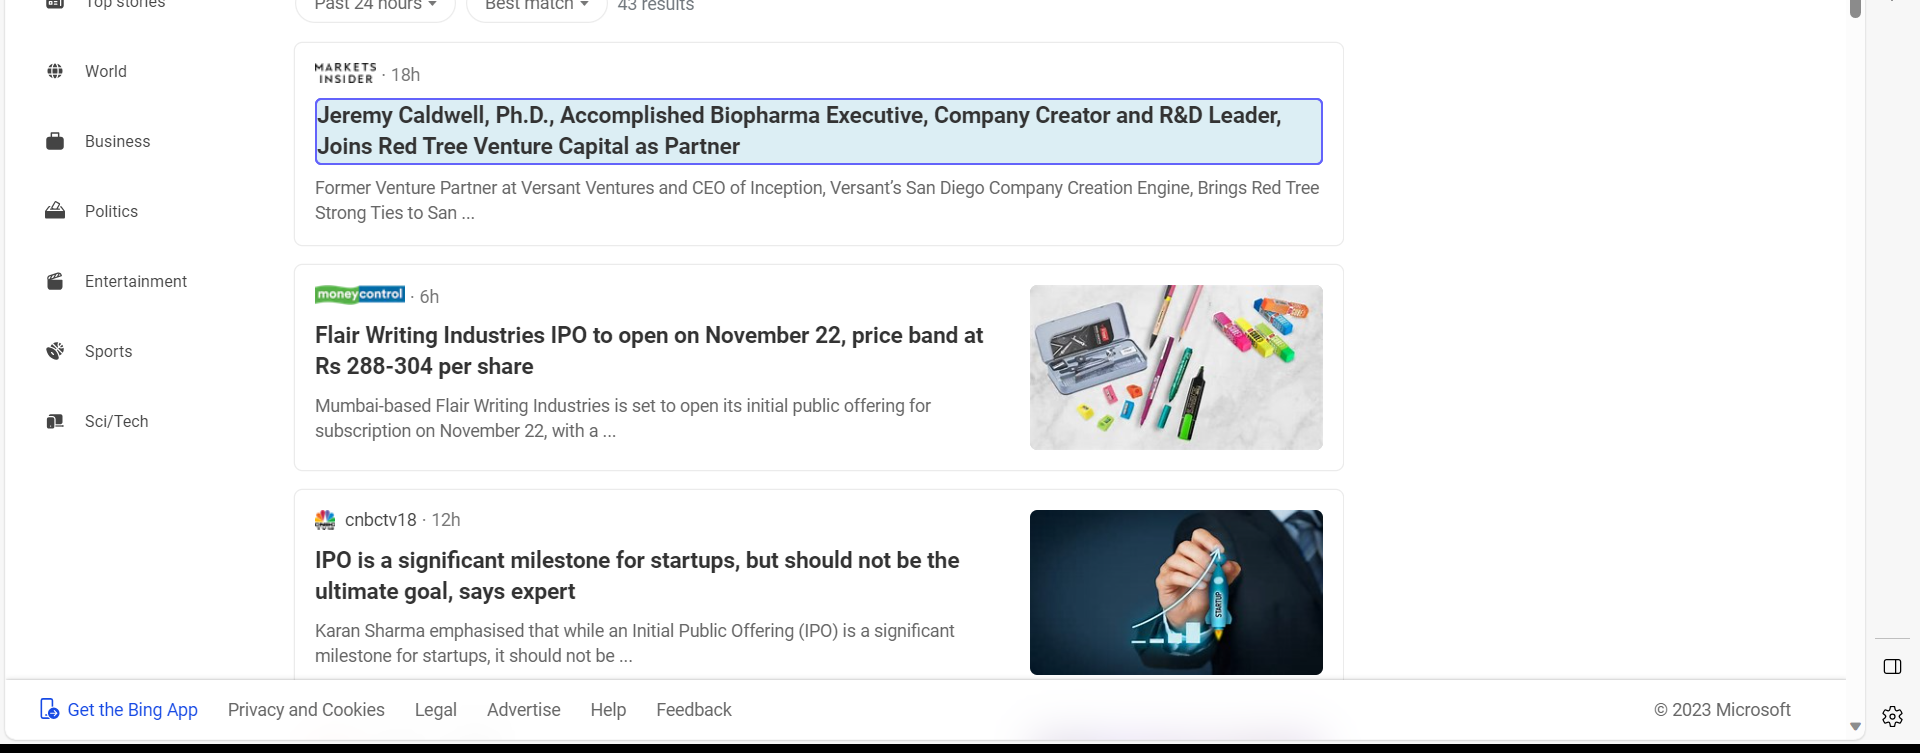 Top stories
Past 24 hours
Best match
43 results
World
Business
Politics
Entertainment
Sports
Sci/Tech
MARKETS
INSIDER · 18h
Jeremy Caldwell, Ph.D., Accomplished Biopharma Executive, Company Creator and R&D Leader,
Joins Red Tree Venture Capital as Partner
Former Venture Partner at Versant Ventures and CEO of Inception, Versant’s San Diego Company Creation Engine, Brings Red Tree
Strong Ties to San ...
moneycontrol · 6h
Flair Writing Industries IPO to open on November 22, price band at
Rs 288-304 per share
Mumbai-based Flair Writing Industries is set to open its initial public offering for
subscription on November 22, with a ...
cnbctv18 · 12h
IPO is a significant milestone for startups, but should not be the
ultimate goal, says expert
Karan Sharma emphasised that while an Initial Public Offering (IPO) is a significant
milestone for startups, it should not be ...
STARTUP
Get the Bing App
Privacy and Cookies
Legal
Advertise
Help
Feedback
© 2023 Microsoft